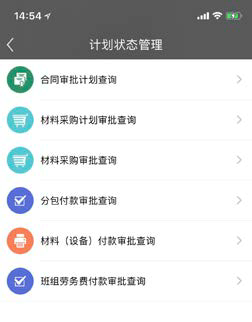 14:54
计划状态管理
合同审批计划查询
材料采购计划审批查询
材料采购审批查询
分包付款审批查询
材料（设备）付款审批查询
班组劳务费付款审批查询